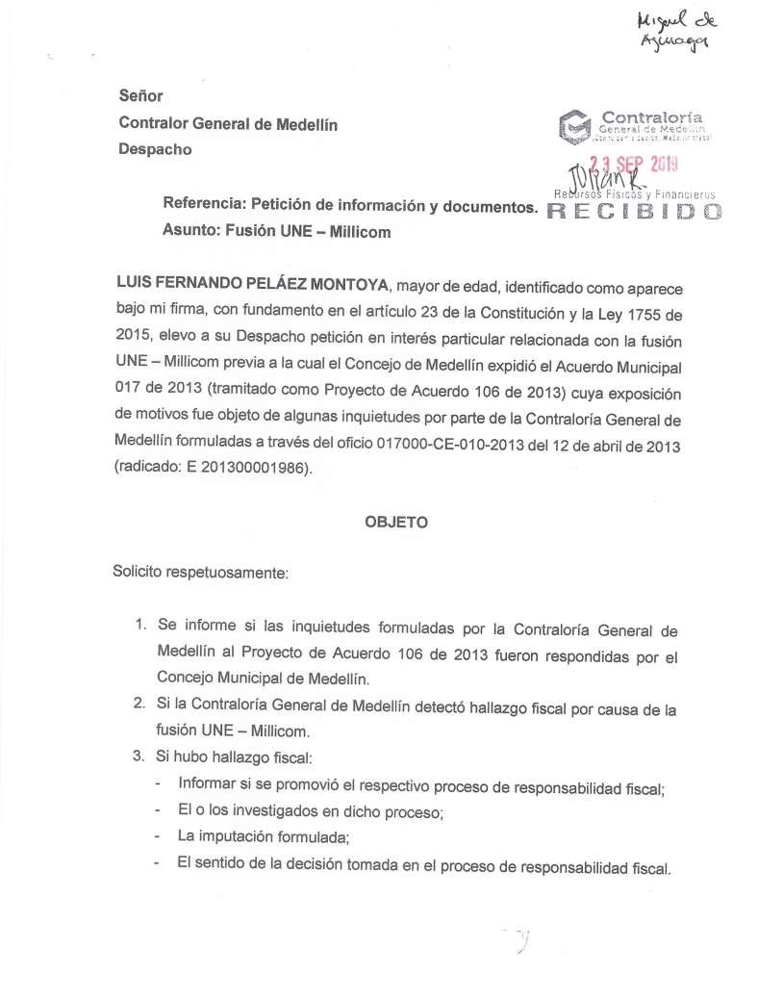 Miguel de
Señor
Contralor General de Medellín
Despacho
Contraloría
General de Medellín
23 SEP 2019
Recursos Físicos y Financieros
RECIBIDO
Referencia: Petición de información y documentos.
Asunto: Fusión UNE – Millicom
LUIS FERNANDO PELÁEZ MONTOYA, mayor de edad, identificado como aparece
bajo mi firma, con fundamento en el artículo 23 de la Constitución y la Ley 1755 de
2015, elevo a su Despacho petición en interés particular relacionada con la fusión
UNE – Millicom previa a la cual el Concejo de Medellín expidió el Acuerdo Municipal
017 de 2013 (tramitado como Proyecto de Acuerdo 106 de 2013) cuya exposición
de motivos fue objeto de algunas inquietudes por parte de la Contraloría General de
Medellín formuladas a través del oficio 017000-CE-010-2013 del 12 de abril de 2013
(radicado: E 201300001986).
OBJETO
Solicito respetuosamente:
1. Se informe si las inquietudes formuladas por la Contraloría General de
Medellín al Proyecto de Acuerdo 106 de 2013 fueron respondidas por el
Concejo Municipal de Medellín.
2. Si la Contraloría General de Medellín detectó hallazgo fiscal por causa de la
fusión UNE – Millicom.
3. Si hubo hallazgo fiscal:
- Informar si se promovió el respectivo proceso de responsabilidad fiscal;
- El o los investigados en dicho proceso;
- La imputación formulada;
- El sentido de la decisión tomada en el proceso de responsabilidad fiscal.